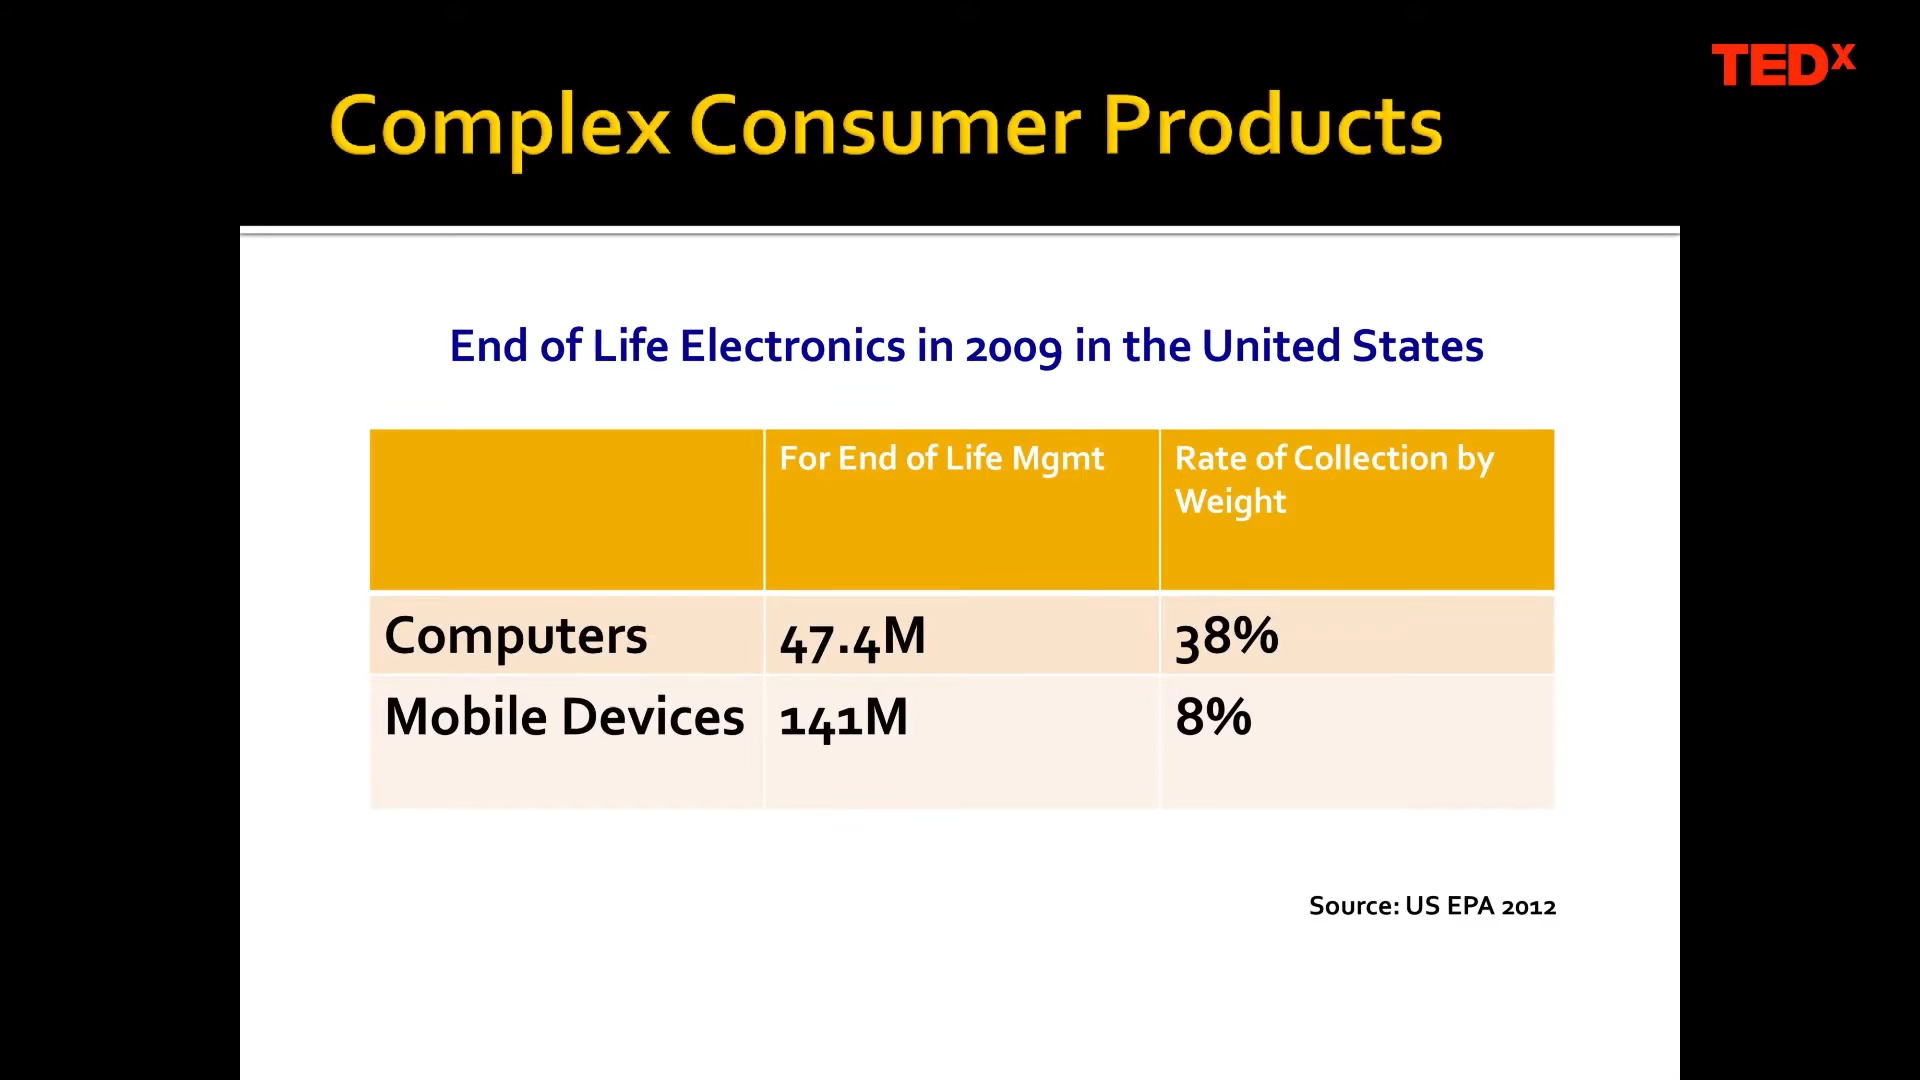 TEDx
Complex Consumer Products
End of Life Electronics in 2009 in the United States
For End of Life Mgmt
Rate of Collection by
Weight
Computers 47.4M 38%
Mobile Devices 141M 8%
Source: US EPA 2012